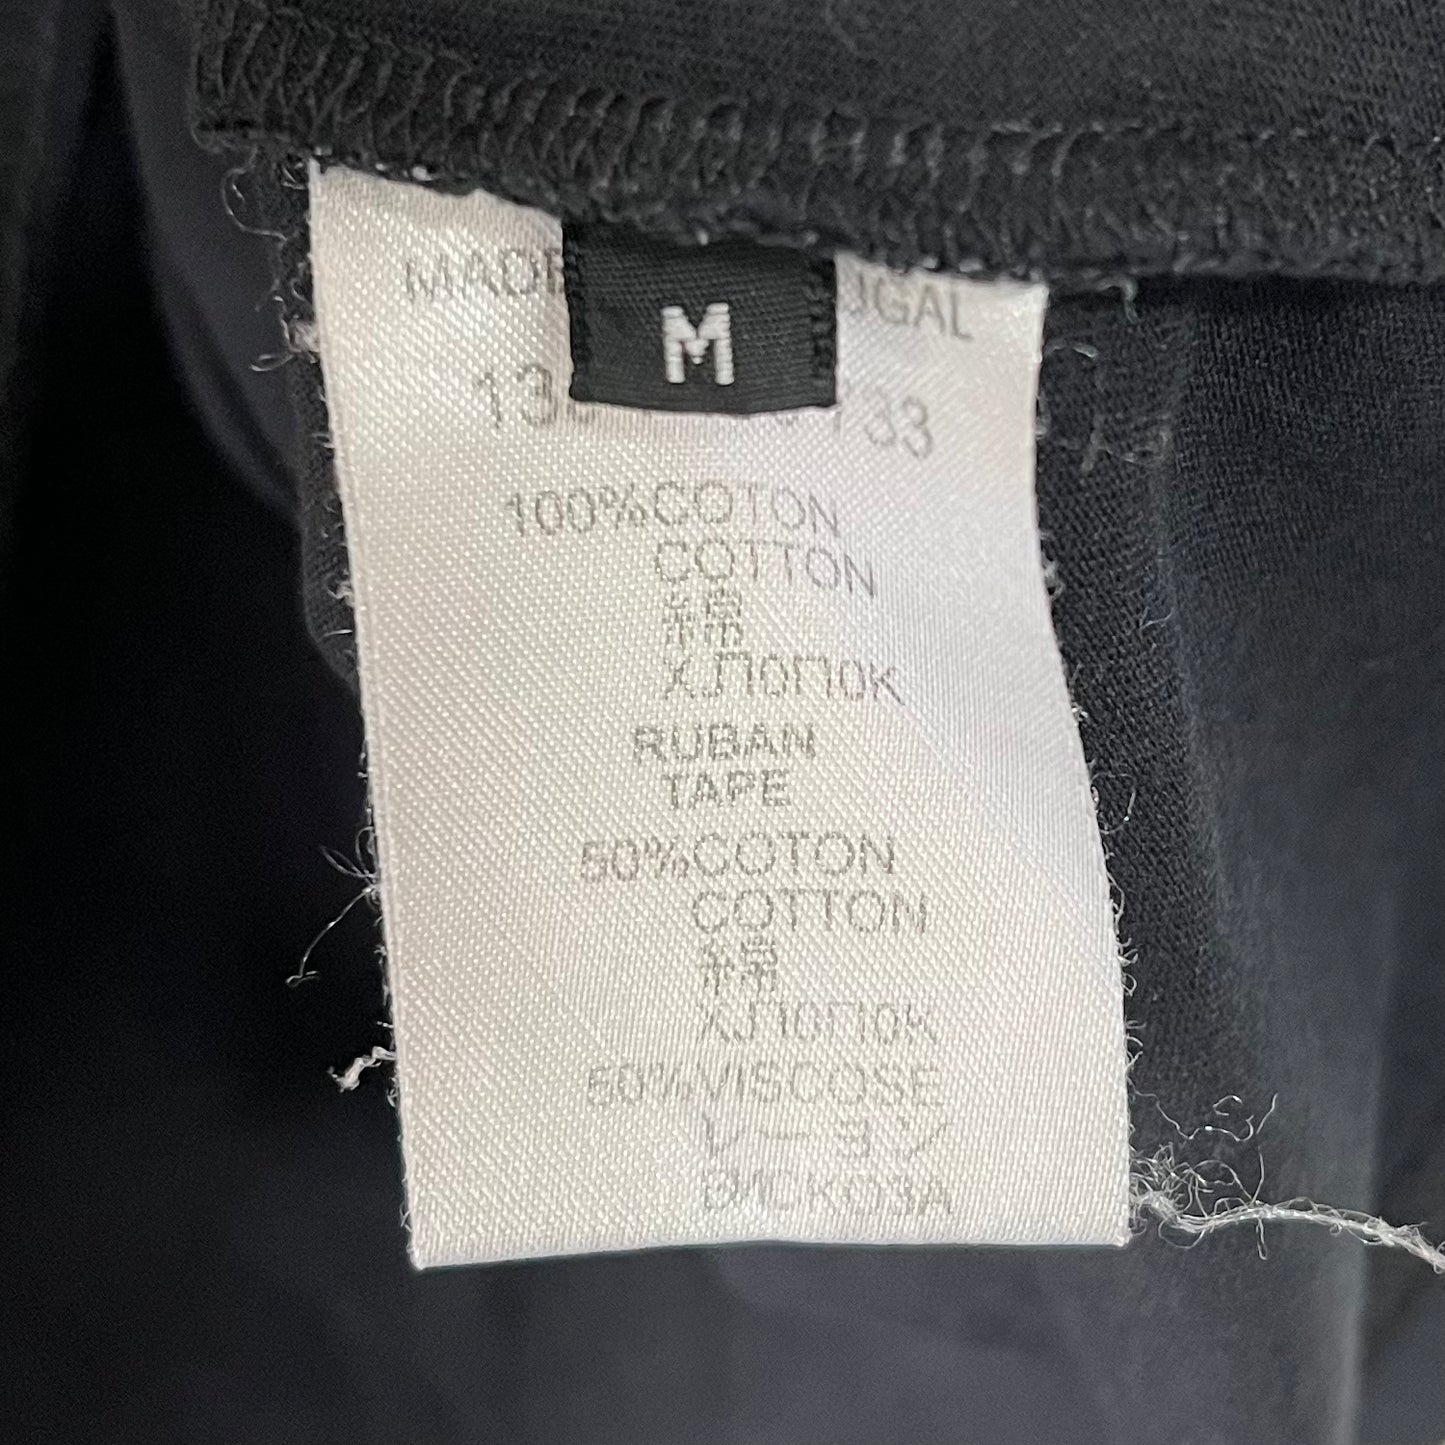 M
100%COTON
COTTON
綿
ХЛОПОК
RUBAN
TAPE
50%COTON
COTTON
綿
ХЛОПОК
50%VISCOSE
レーヨン
ВИСКОЗА